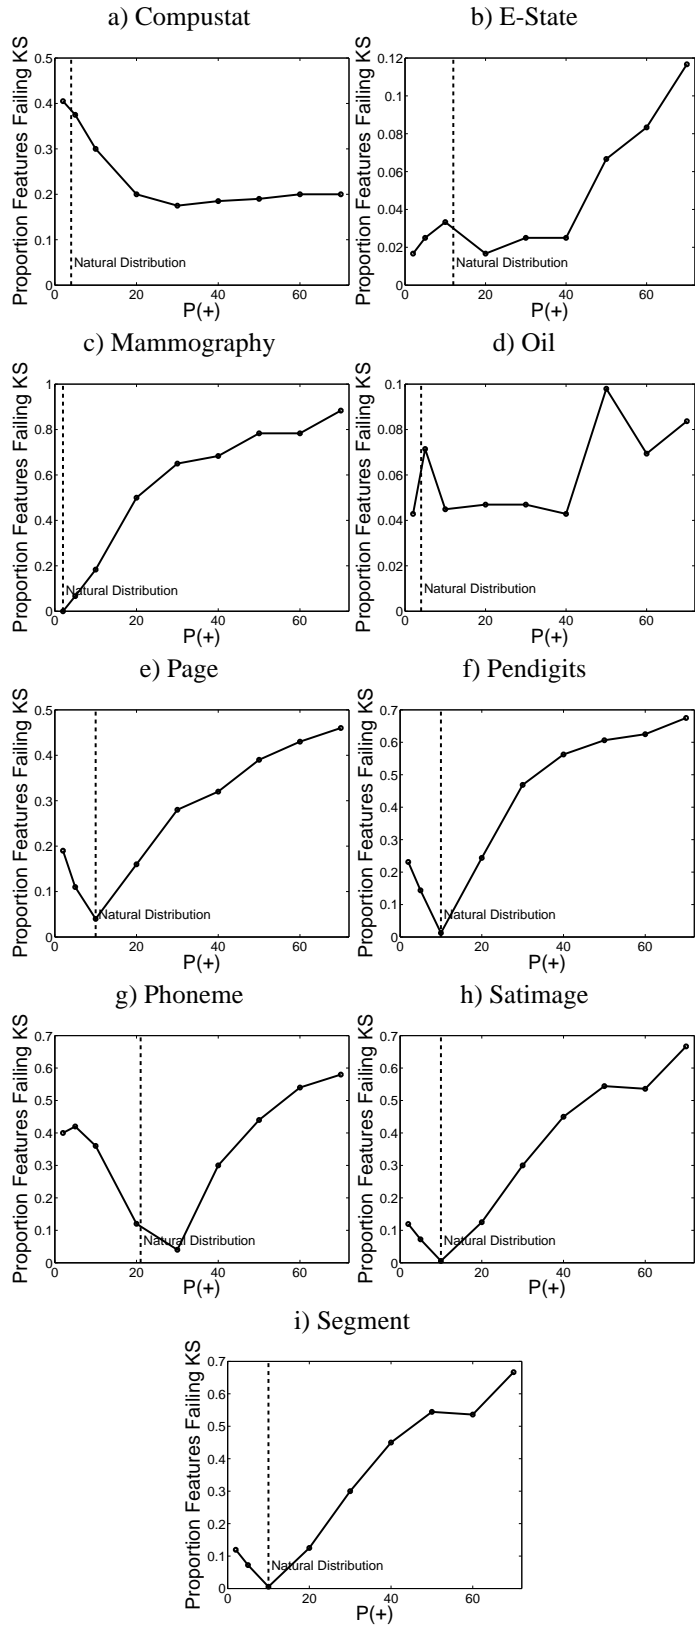 a) Compustat
Proportion Features Failing KS
0.5
0.4
0.3
0.2
0.1
0
Natural Distribution
0 20 40 60
P(+)
b) E-State
Proportion Features Failing KS
0.12
0.1
0.08
0.06
0.04
0.02
0
Natural Distribution
0 20 40 60
P(+)
c) Mammography
Proportion Features Failing KS
1
0.8
0.6
0.4
0.2
0
Natural Distribution
0 20 40 60
P(+)
d) Oil
Proportion Features Failing KS
0.1
0.08
0.06
0.04
0.02
0
Natural Distribution
0 20 40 60
P(+)
e) Page
Proportion Features Failing KS
0.5
0.4
0.3
0.2
0.1
0
Natural Distribution
0 20 40 60
P(+)
f) Pendigits
Proportion Features Failing KS
0.7
0.6
0.5
0.4
0.3
0.2
0.1
0
Natural Distribution
0 20 40 60
P(+)
g) Phoneme
Proportion Features Failing KS
0.7
0.6
0.5
0.4
0.3
0.2
0.1
0
Natural Distribution
0 20 40 60
P(+)
h) Satimage
Proportion Features Failing KS
0.7
0.6
0.5
0.4
0.3
0.2
0.1
0
Natural Distribution
0 20 40 60
P(+)
i) Segment
Proportion Features Failing KS
0.7
0.6
0.5
0.4
0.3
0.2
0.1
0
Natural Distribution
0 20 40 60
P(+)